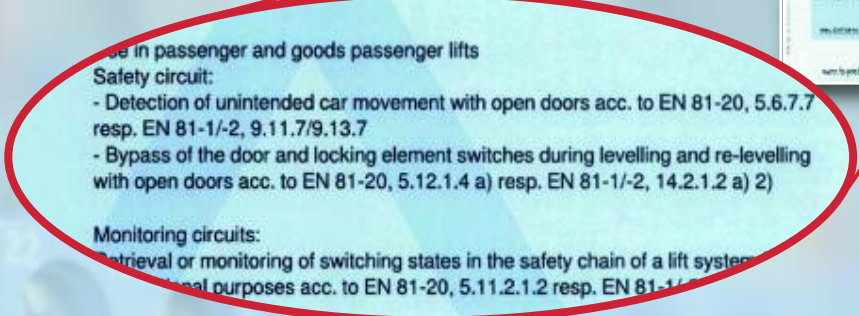 in passenger and goods passenger lifts
Safety circuit:
- Detection of unintended car movement with open doors acc. to EN 81-20, 5.6.7.7
resp. EN 81-1/-2, 9.11.7/9.13.7
- Bypass of the door and locking element switches during levelling and re-levelling
with open doors acc. to EN 81-20, 5.12.1.4 a) resp. EN 81-1/-2, 14.2.1.2 a) 2)
Monitoring circuits:
or monitoring of switching states in the safety chain of a lift
purposes acc. to EN 81-20, 5.11.2.1.2 resp. EN